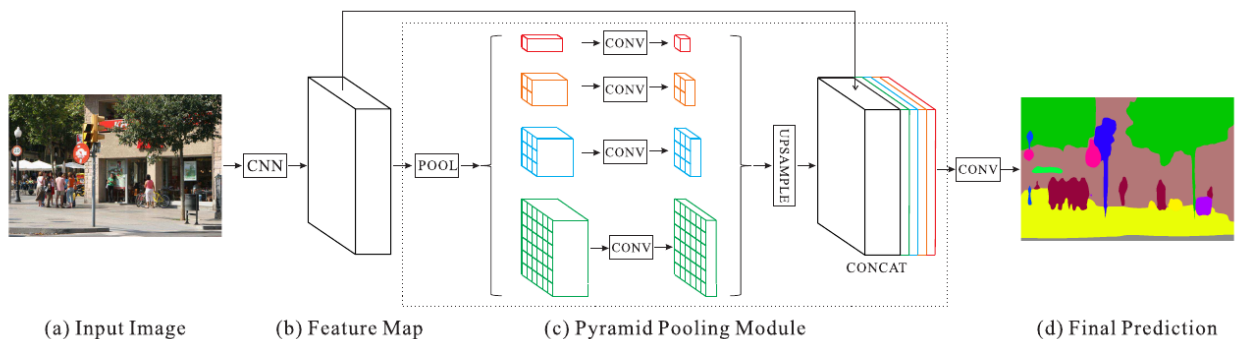 CONV
CONV
CONV
CONV
CNN
POOL
UPSAMPLE
CONCAT
CONV
(a) Input Image
(b) Feature Map
(c) Pyramid Pooling Module
(d) Final Prediction